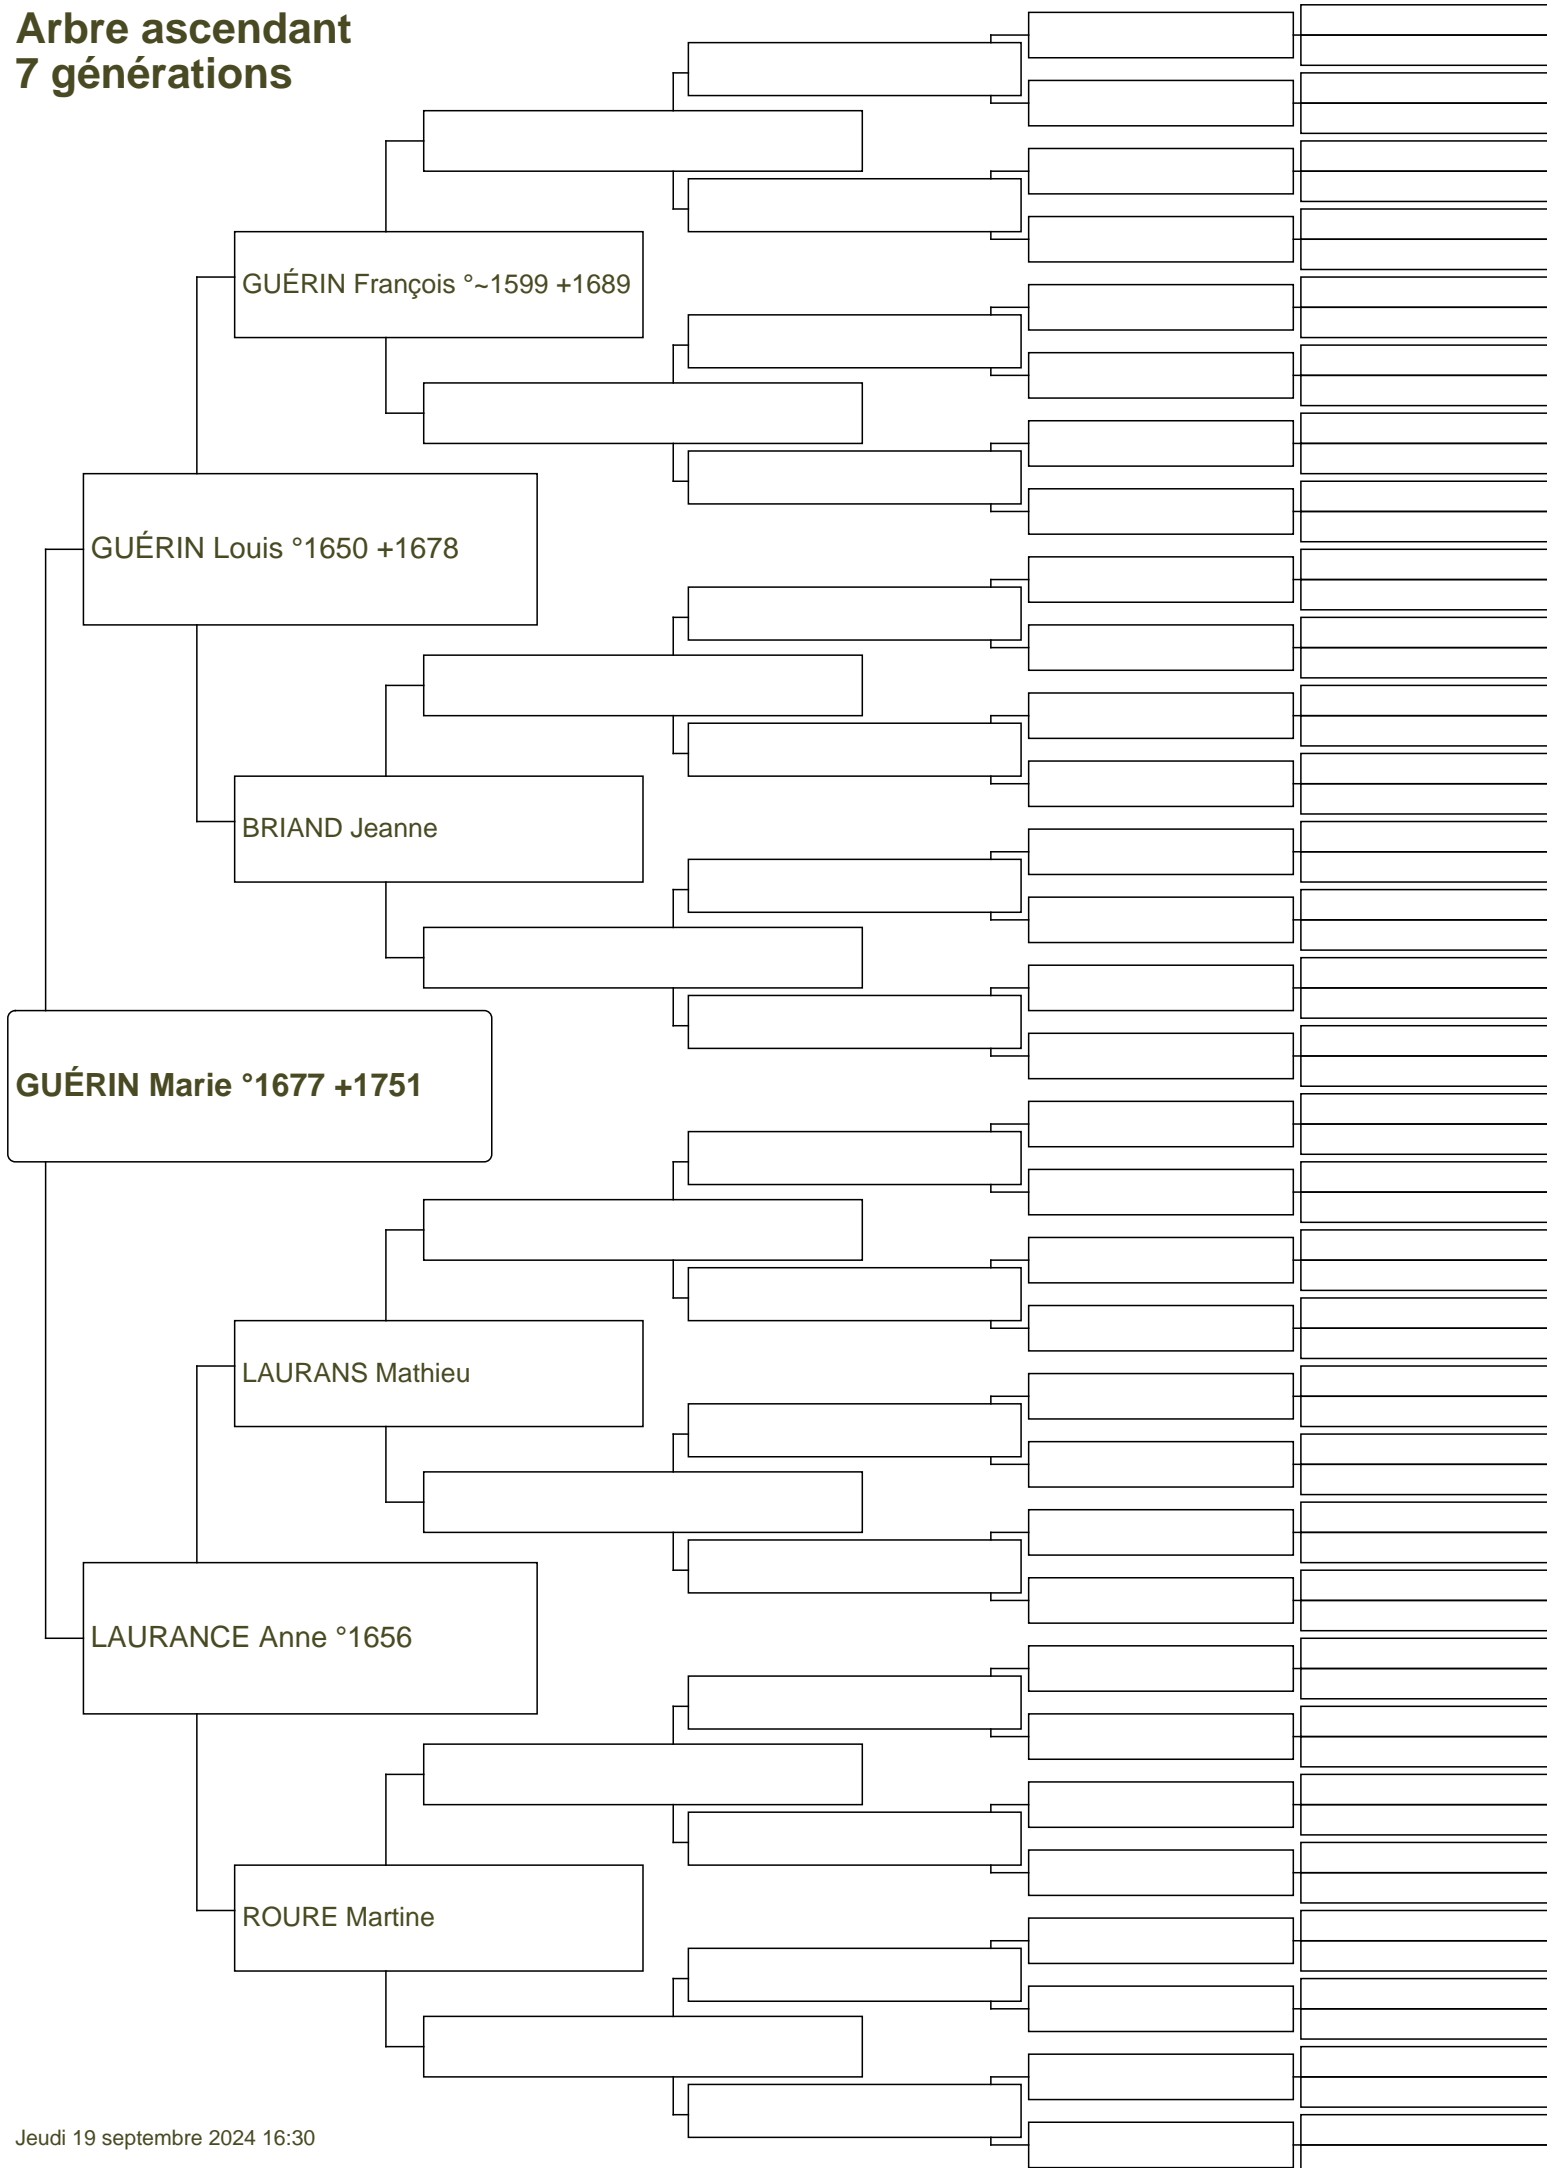 Arbre ascendant
7 générations
GUÉRIN François °~1599 +1689
GUÉRIN Louis °1650 +1678
BRIAND Jeanne
GUÉRIN Marie °1677 +1751
LAURANS Mathieu
LAURANCE Anne °1656
ROURE Martine
Jeudi 19 septembre 2024 16:30